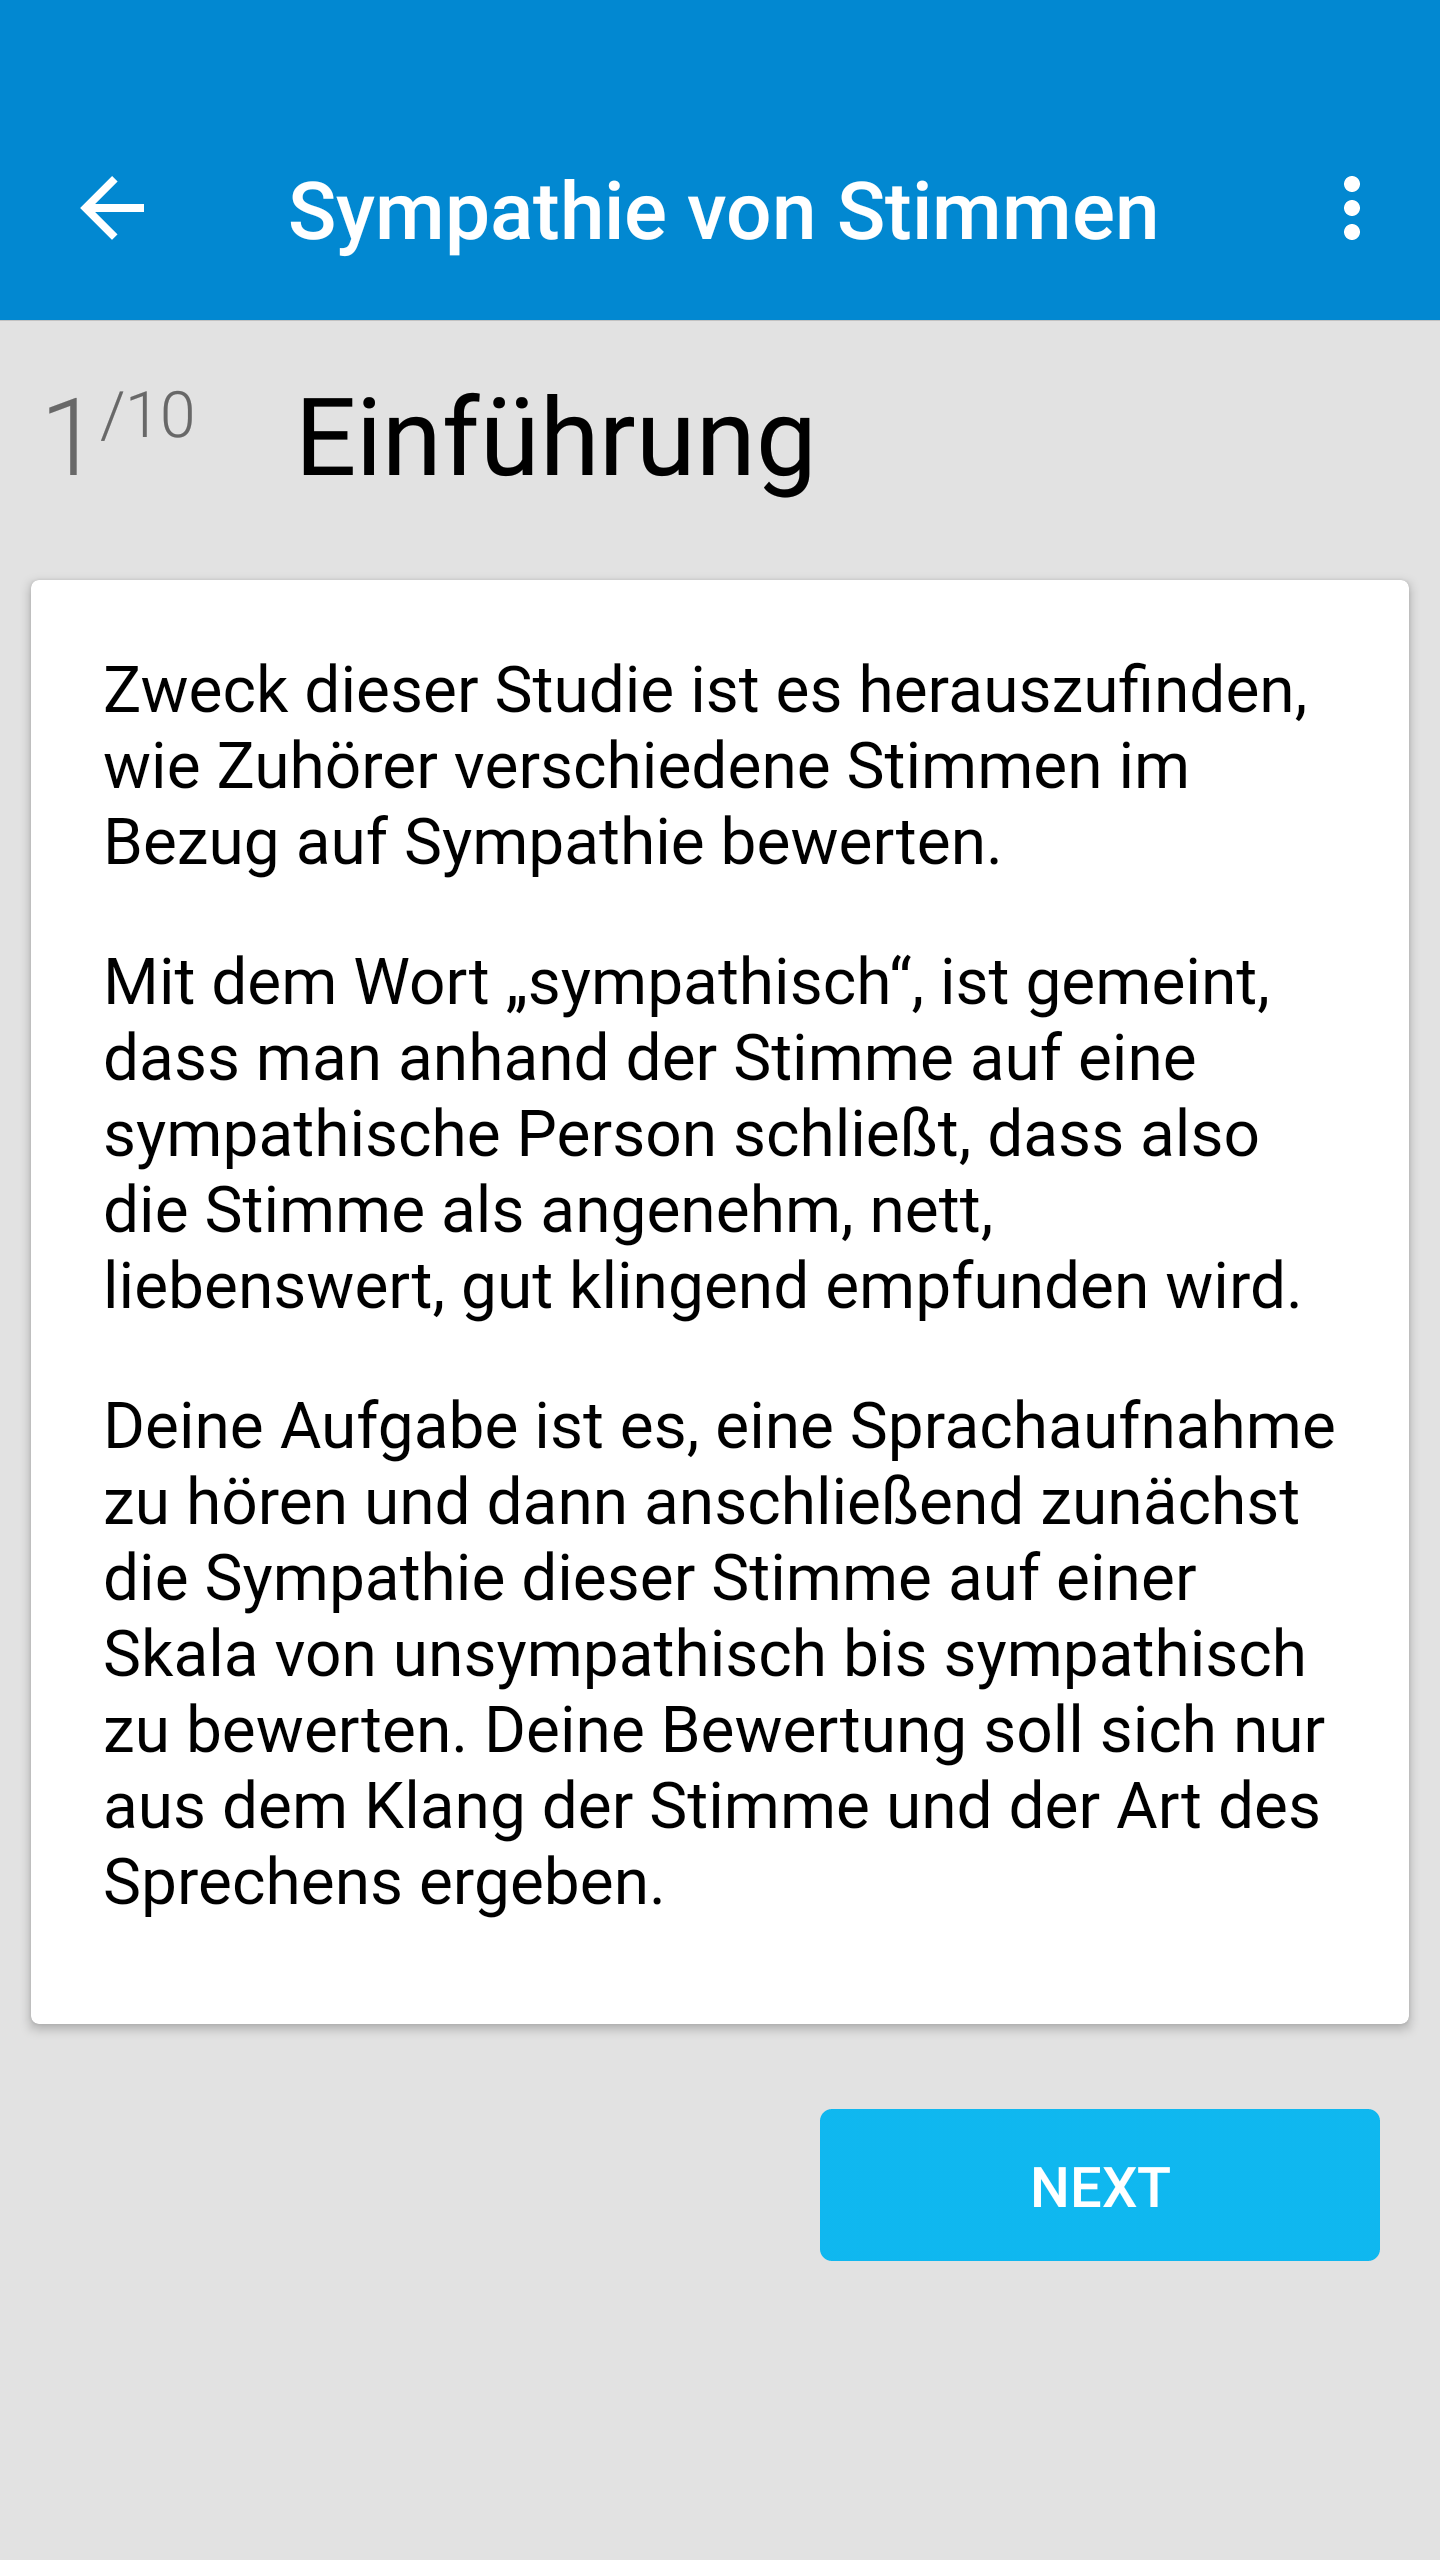 Sympathie von Stimmen
1/10 Einführung
Zweck dieser Studie ist es herauszufinden,
wie Zuhörer verschiedene Stimmen im
Bezug auf Sympathie bewerten.
Mit dem Wort „sympathisch“, ist gemeint,
dass man anhand der Stimme auf eine
sympathische Person schließt, dass also
die Stimme als angenehm, nett,
liebenswert, gut klingend empfunden wird.
Deine Aufgabe ist es, eine Sprachaufnahme
zu hören und dann anschließend zunächst
die Sympathie dieser Stimme auf einer
Skala von unsympathisch bis sympathisch
zu bewerten. Deine Bewertung soll sich nur
aus dem Klang der Stimme und der Art des
Sprechens ergeben.
NEXT